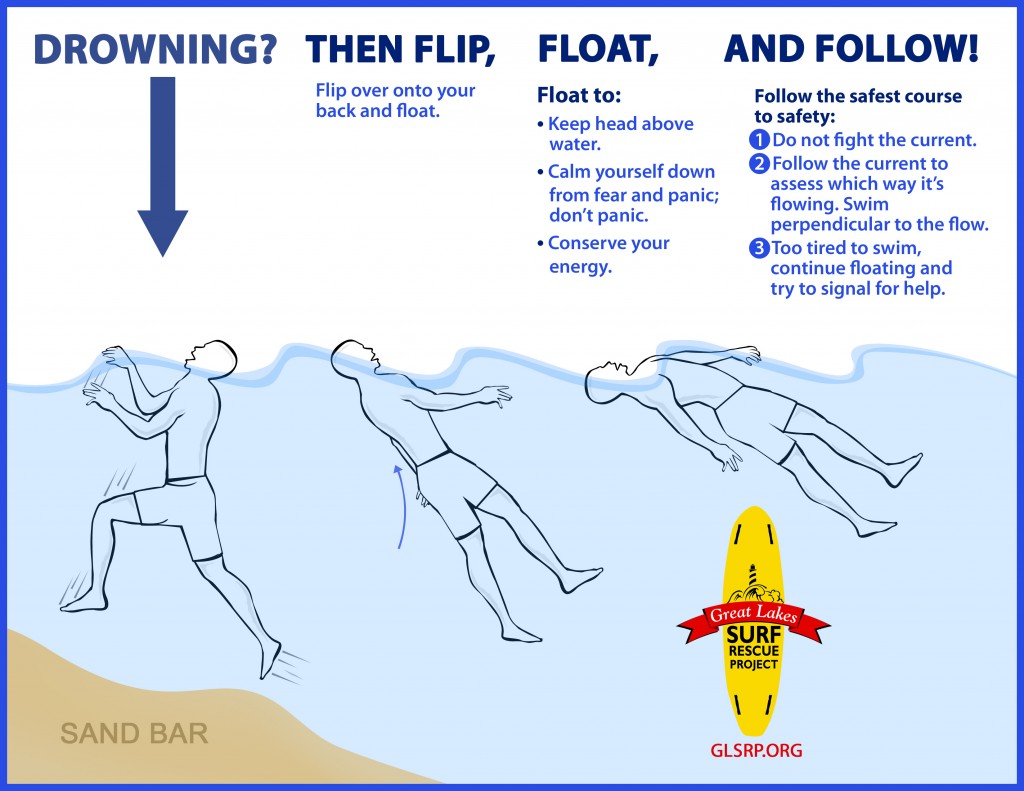 DROWNING? THEN FLIP, FLOAT, AND FOLLOW!
Flip over onto your
back and float.
Float to:
• Keep head above
water.
• Calm yourself down
from fear and panic;
don't panic.
• Conserve your
energy.
Follow the safest course
to safety:
1 Do not fight the current.
2 Follow the current to
assess which way it's
flowing. Swim
perpendicular to the flow.
3 Too tired to swim,
continue floating and
try to signal for help.
Great Lakes
SURF
RESCUE
PROJECT
GLSRP.ORG
SAND BAR